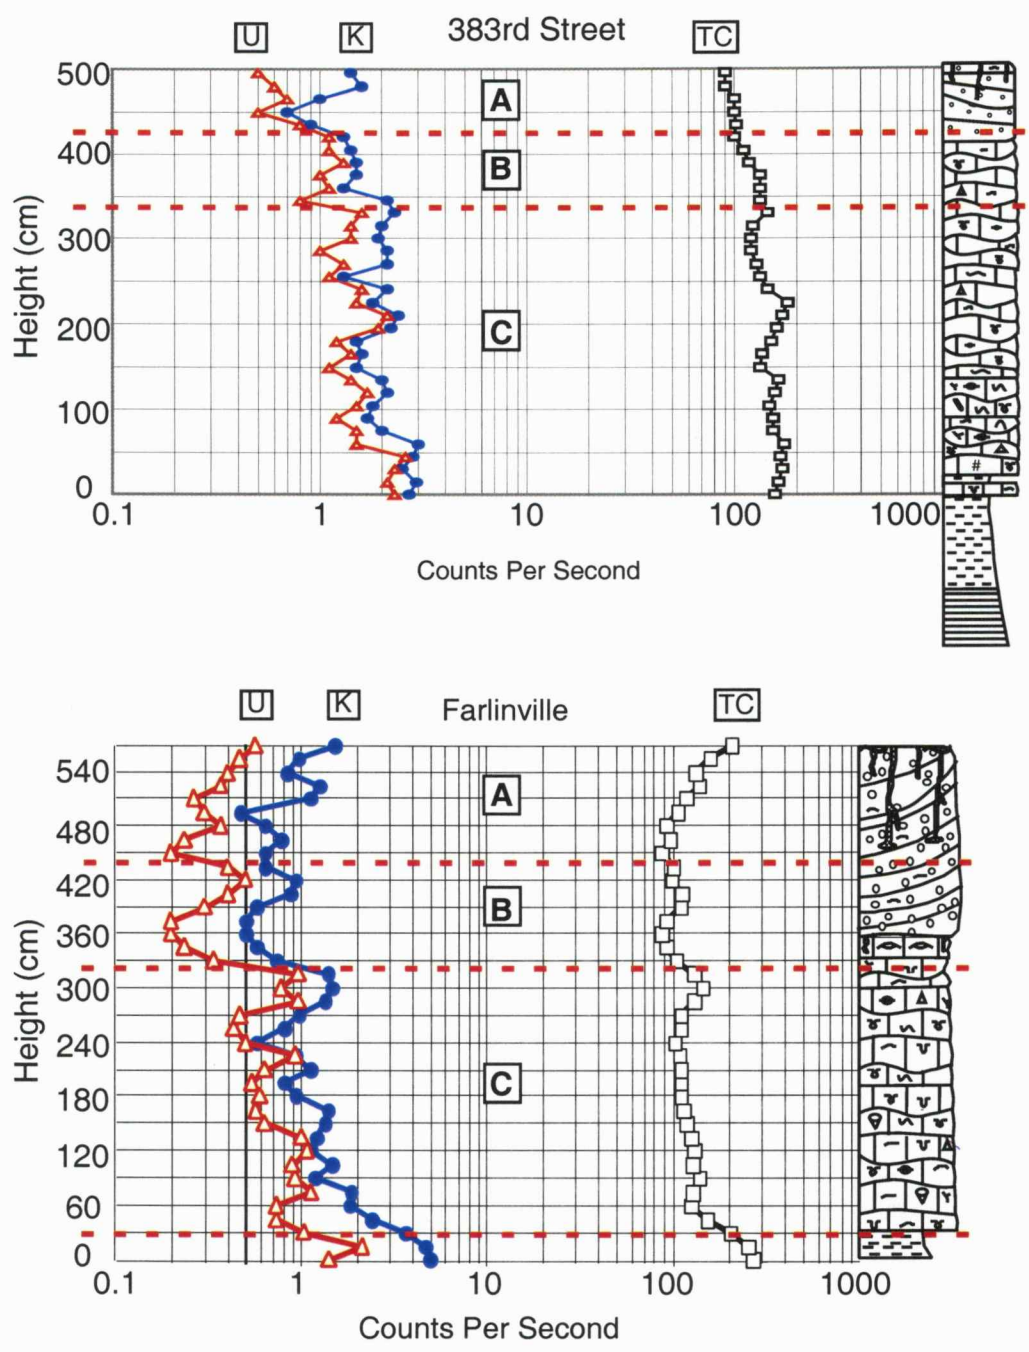 U K 383rd Street TC
500
A
400
B
300
200
C
100
0
Height (cm)
0.1 1 10 100 1000
#
Counts Per Second
U K Farlinville TC
540
A
480
420
B
360
300
240
C
180
120
60
0
Height (cm)
0.1 1 10 100 1000
Counts Per Second